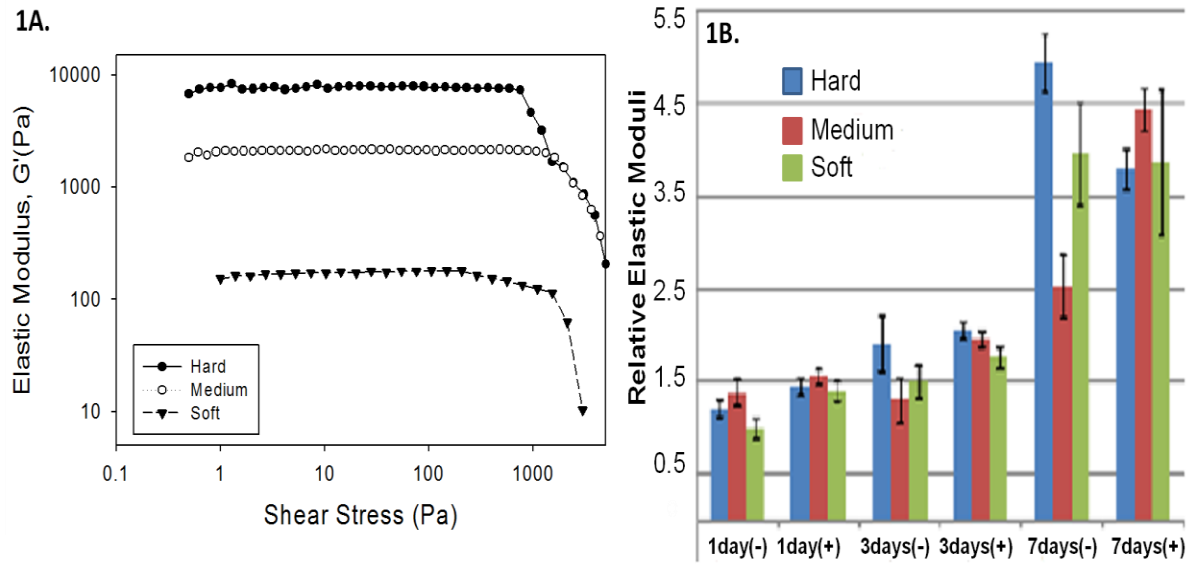 1A.
Elastic Modulus, G'(Pa)
10000
1000
100
10
Hard
Medium
Soft
0.1
1
10
100
1000
Shear Stress (Pa)
1B.
Relative Elastic Moduli
5.5
4.5
3.5
2.5
1.5
0.5
Hard
Medium
Soft
1day(-)
1day(+)
3days(-)
3days(+)
7days(-)
7days(+)